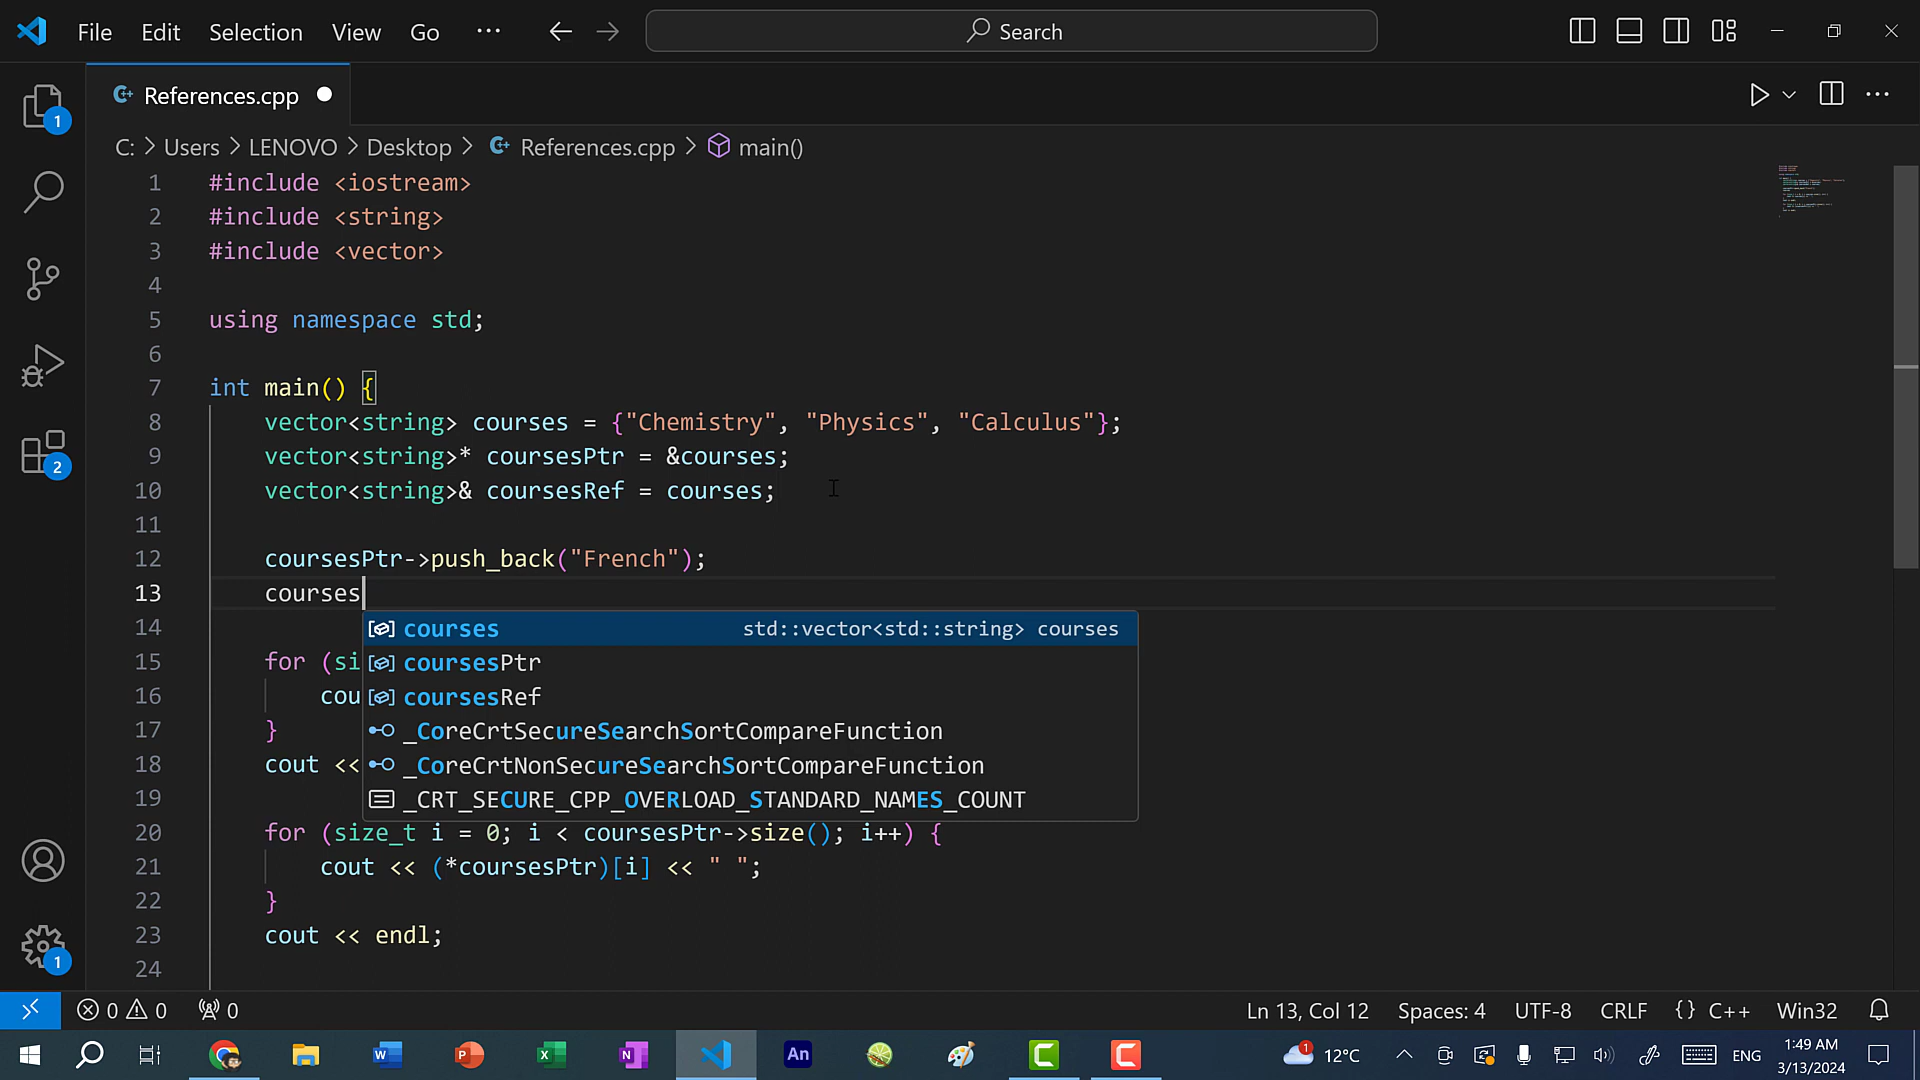 File Edit Selection View Go ··· Search
References.cpp
C: > Users > LENOVO > Desktop > References.cpp > main()
1 #include <iostream>
2 #include <string>
3 #include <vector>
4
5 using namespace std;
6
7 int main() {
8 vector<string> courses = {"Chemistry", "Physics", "Calculus"};
9 vector<string>* coursesPtr = &courses;
10 vector<string>& coursesRef = courses;
11
12 coursesPtr->push_back("French");
13 courses
14 courses std::vector<std::string> courses
coursesPtr
15 for (si
coursesRef
16 cou
_CoreCrtSecureSearchSortCompareFunction
17 }
_CoreCrtNonSecureSearchSortCompareFunction
18 cout <<
_CRT_SECURE_CPP_OVERLOAD_STANDARD_NAMES_COUNT
19
20 for (size_t i = 0; i < coursesPtr->size(); i++) {
21 cout << (*coursesPtr)[i] << " ";
22 }
23 cout << endl;
24
1
2
1
0 0 0 Ln 13, Col 12 Spaces: 4 UTF-8 CRLF {} C++ Win32
W P X N An 1 12°C ENG 1:49 AM
3/13/2024